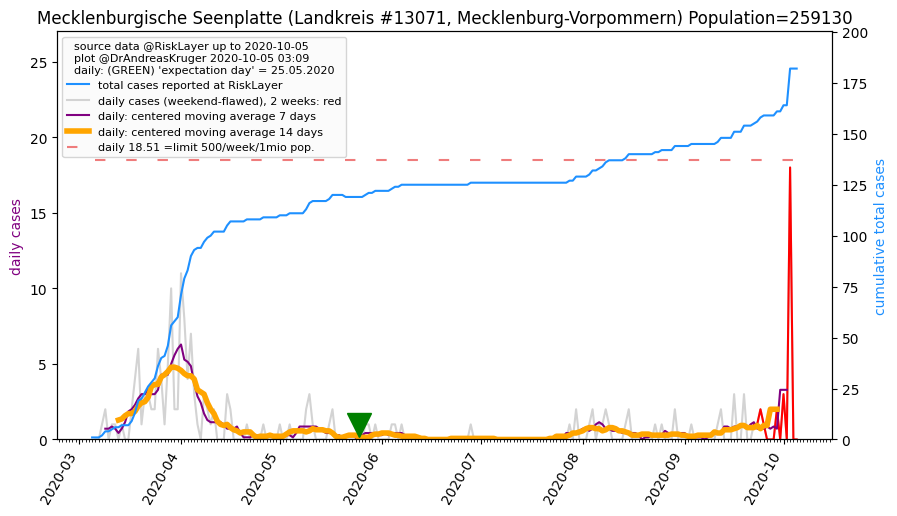 Mecklenburgische Seenplatte (Landkreis #13071, Mecklenburg-Vorpommern) Population=259130
source data @RiskLayer up to 2020-10-05
plot @DrAndreasKruger 2020-10-05 03:09
daily: (GREEN) 'expectation day' = 25.05.2020
total cases reported at RiskLayer
daily cases (weekend-flawed), 2 weeks: red
daily: centered moving average 7 days
daily: centered moving average 14 days
daily 18.51 =limit 500/week/1mio pop.
daily cases
25
20
15
10
5
0
cumulative total cases
200
175
150
125
100
75
50
25
0
2020-03
2020-04
2020-05
2020-06
2020-07
2020-08
2020-09
2020-10